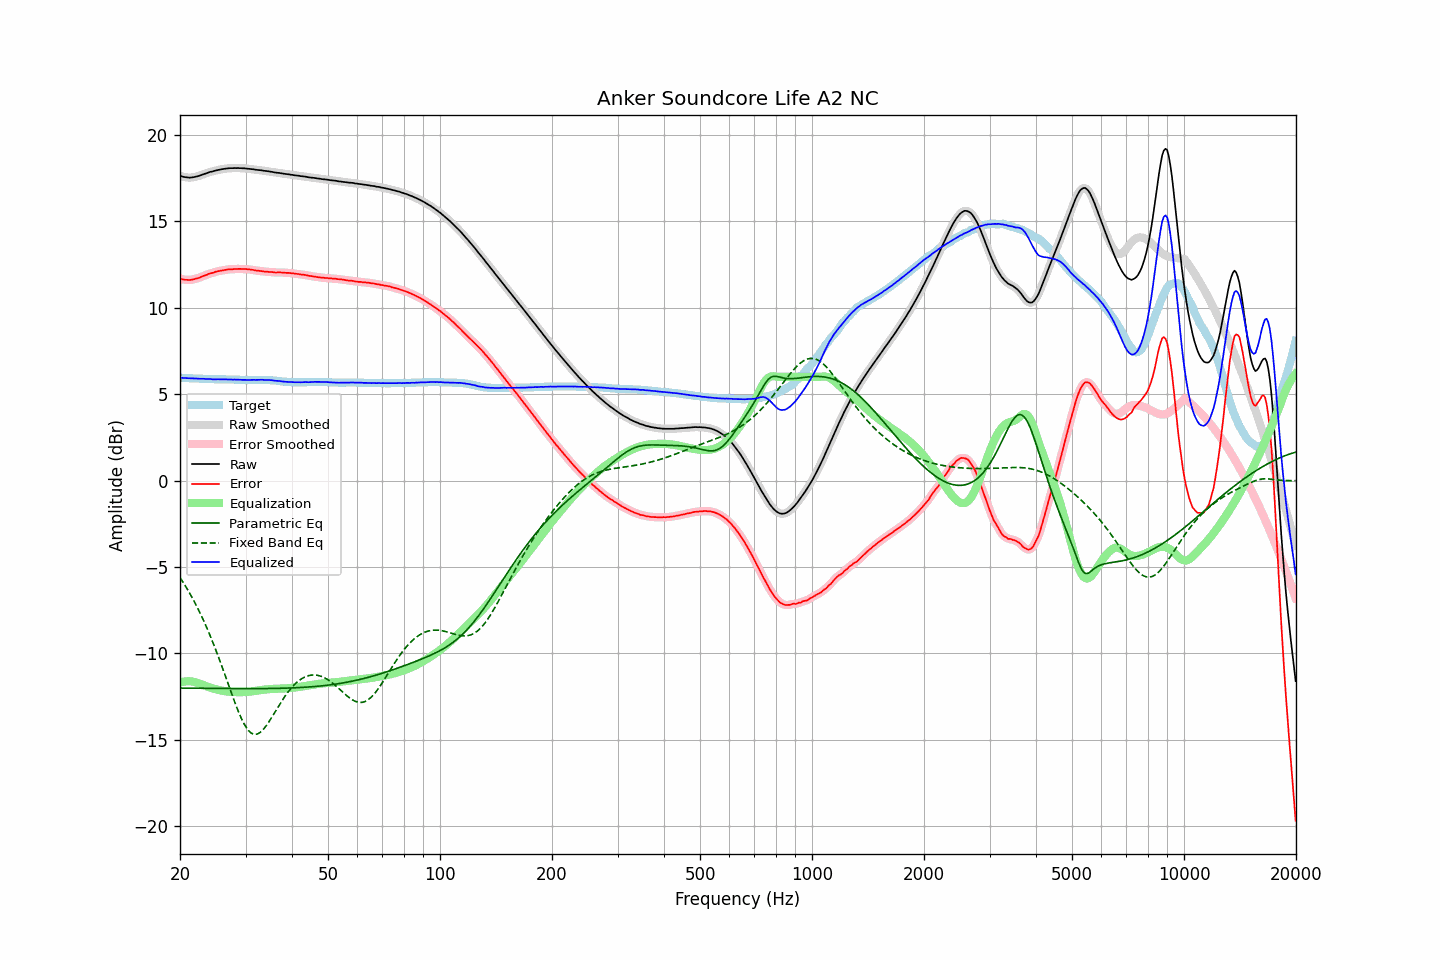 Anker Soundcore Life A2 NC
Amplitude (dBr)
20
15
10
5
0
−5
−10
−15
−20
Target
Raw Smoothed
Error Smoothed
Raw
Error
Equalization
Parametric Eq
Fixed Band Eq
Equalized
20 50 100 200 500 1000 2000 5000 10000 20000
Frequency (Hz)